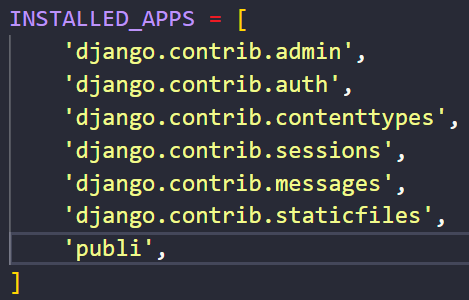 INSTALLED_APPS = [
    'django.contrib.admin',
    'django.contrib.auth',
    'django.contrib.contenttypes',
    'django.contrib.sessions',
    'django.contrib.messages',
    'django.contrib.staticfiles',
    'publi',
]